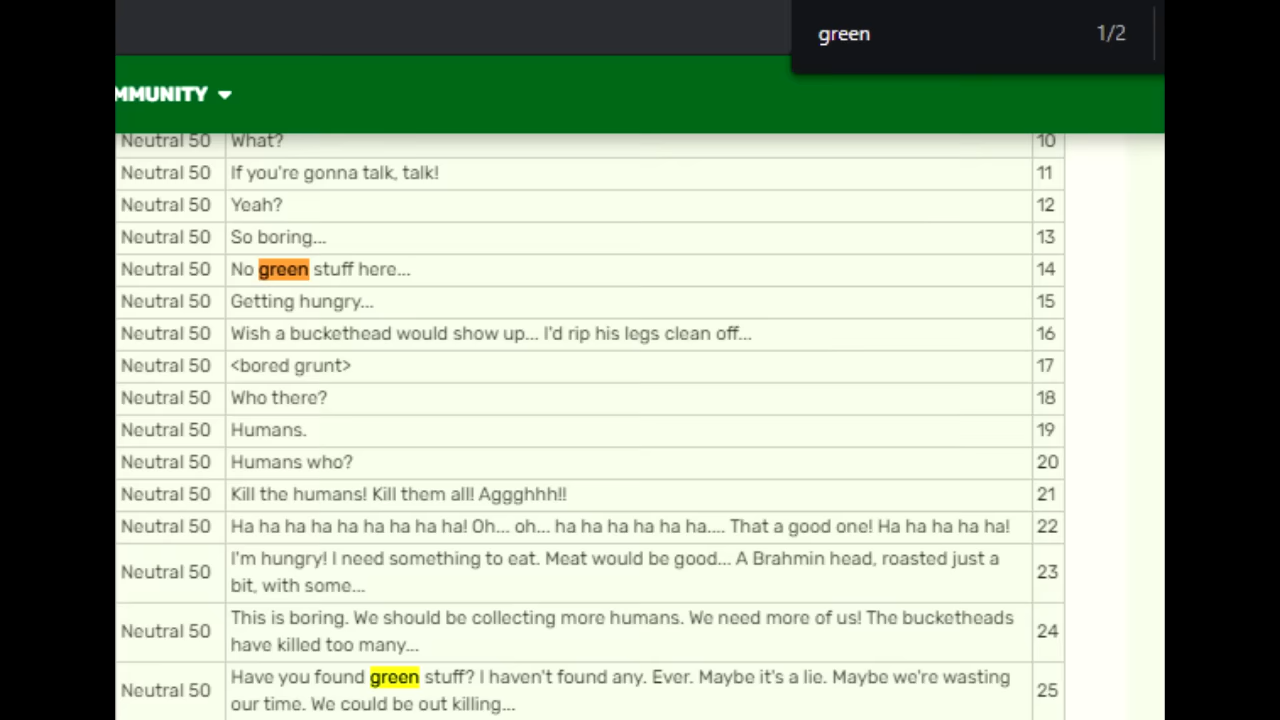 green 1/2
MMUNITY
Neutral 50 What? 10
Neutral 50 If you're gonna talk, talk! 11
Neutral 50 Yeah? 12
Neutral 50 So boring... 13
Neutral 50 No green stuff here... 14
Neutral 50 Getting hungry... 15
Neutral 50 Wish a buckethead would show up... I'd rip his legs clean off... 16
Neutral 50 <bored grunt> 17
Neutral 50 Who there? 18
Neutral 50 Humans. 19
Neutral 50 Humans who? 20
Neutral 50 Kill the humans! Kill them all! Aggghhh!! 21
Neutral 50 Ha ha ha ha ha ha ha ha ha! Oh... oh... ha ha ha ha ha ha.... That a good one! Ha ha ha ha ha! 22
I'm hungry! I need something to eat. Meat would be good... A Brahmin head, roasted just a
Neutral 50 23
bit, with some...
This is boring. We should be collecting more humans. We need more of us! The bucketheads
Neutral 50 24
have killed too many...
Have you found green stuff? I haven't found any. Ever. Maybe it's a lie. Maybe we're wasting
Neutral 50 25
our time. We could be out killing...